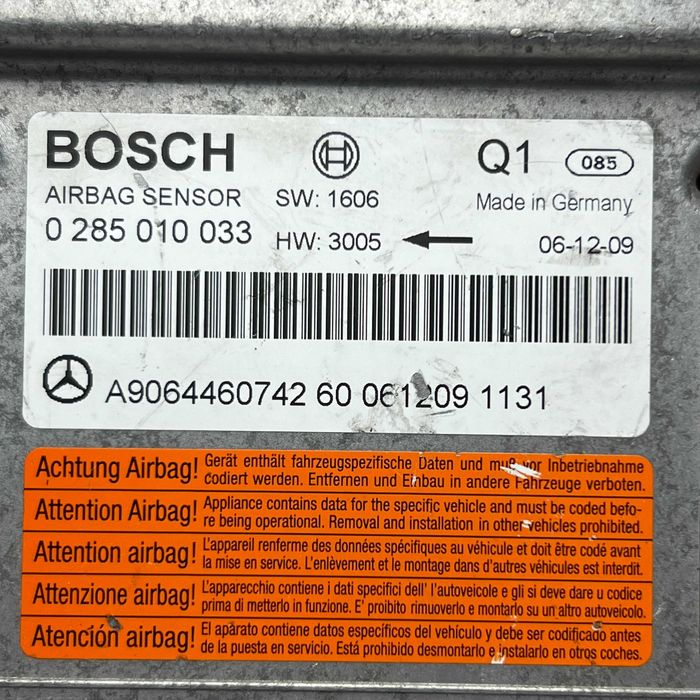 BOSCH
Q1 085
AIRBAG SENSOR SW: 1606 Made in Germany
0 285 010 033 HW: 3005 06-12-09
A9064460742 60 0612091131
Achtung Airbag! Gerät enthält fahrzeugspezifische Daten und muß vor Inbetriebnahme
codiert werden. Entfernen und Einbau in andere Fahrzeuge verboten.
Attention Airbag! Appliance contains data for the specific vehicle and must be coded befo-
re being operational. Removal and installation in other vehicles prohibited.
Attention airbag! L'appareil renferme des données spécifiques au véhicule et doit être codé avant
la mise en service. L'enlèvement et le montage dans d'autres véhicules est interdit.
Attenzione airbag! L'apparecchio contiene i dati specifici dell' l'autoveicolo e gli si deve dare u codice
prima di metterlo in funzione. E' proibito rimuoverlo e montarlo su un altro autoveicolo.
Atención airbag! El apárato contiene datos específicos del vehículo y debe ser codificado antes
de la puesta en servicio. Está prohibido desmontarlo e instalarlo en otro coches.